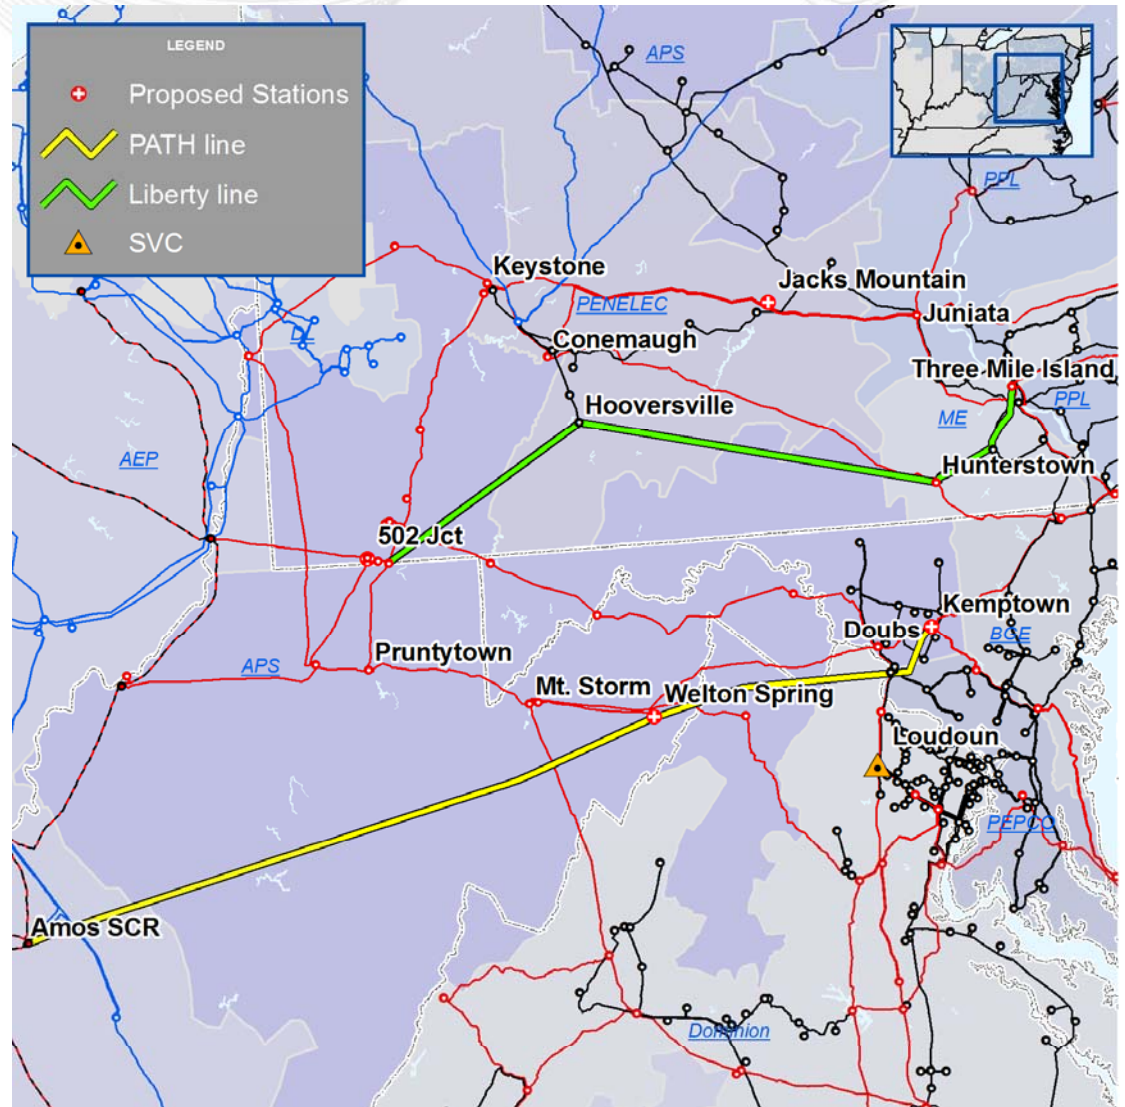 LEGEND
Proposed Stations
PATH line
Liberty line
SVC
APS
PPL
Keystone
Jacks Mountain
PENELEC
Juniata
Conemaugh
Three Mile Island
Hooversville
ME
PPL
AEP
Hunterstown
502 Jct
Kemptown
Doubs
BGE
Pruntytown
APS
Mt. Storm
Welton Spring
Loudoun
PEPCO
Amos SCR
Dominion